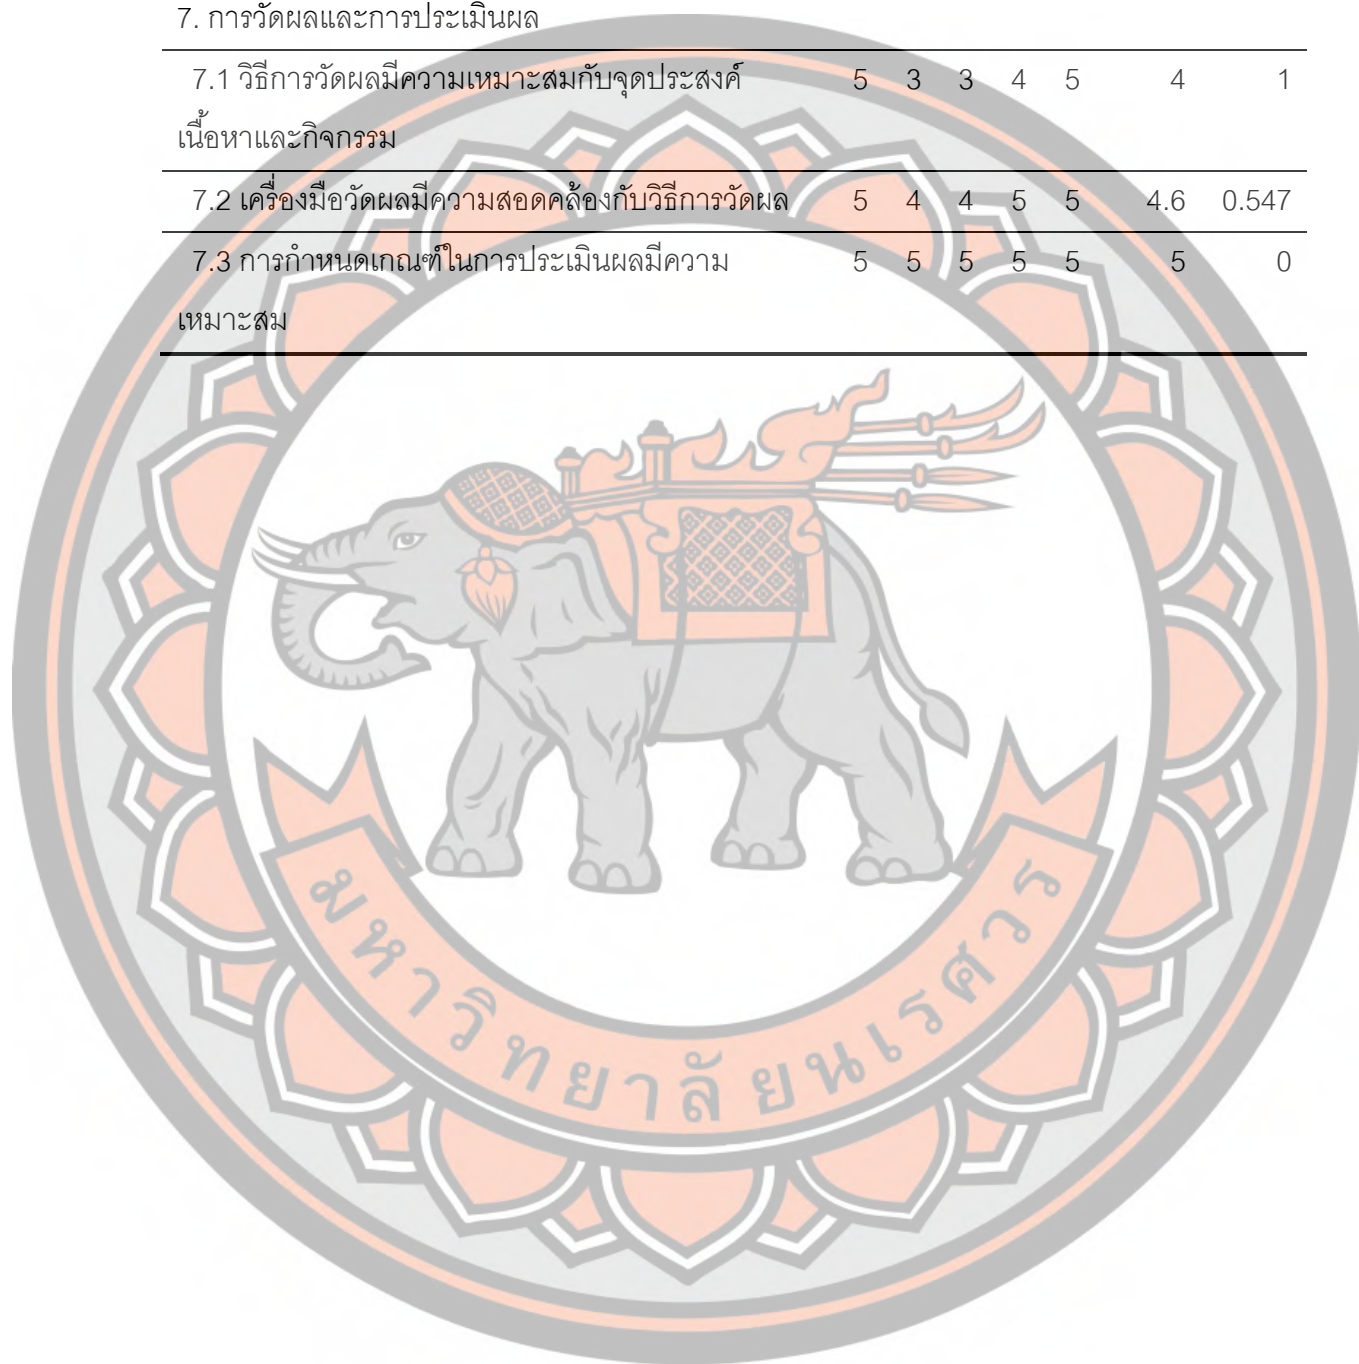 7. การวัดผลและการประเมินผล
7.1 วิธีการวัดผลมีความเหมาะสมกับจุดประสงค์ 5 3 3 4 5 4 1
เนื้อหาและกิจกรรม
7.2 เครื่องมือวัดผลมีความสอดคล้องกับวิธีการวัดผล 5 4 4 5 5 4.6 0.547
7.3 การกำหนดเกณฑ์ในการประเมินผลมีความ 5 5 5 5 5 5 0
เหมาะสม
มหาวิทยาลัยนเรศวร